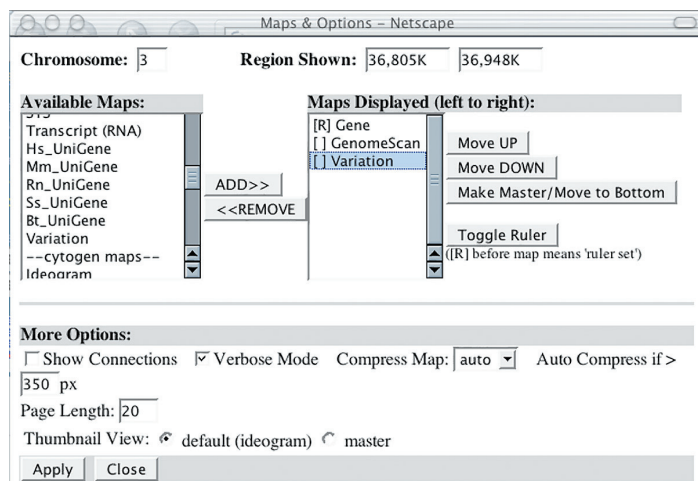 Maps & Options – Netscape
Chromosome: 3 Region Shown: 36,805K 36,948K
Available Maps:
Transcript (RNA)
Hs_UniGene
Mm_UniGene
Rn_UniGene
Ss_UniGene
Bt_UniGene
Variation
--cytogen maps--
Ideogram
ADD>>
<<REMOVE
Maps Displayed (left to right):
[R] Gene
[ ] GenomeScan
[ ] Variation
Move UP
Move DOWN
Make Master/Move to Bottom
Toggle Ruler
([R] before map means 'ruler set')
More Options:
Show Connections Verbose Mode Compress Map: auto Auto Compress if >
350 px
Page Length: 20
Thumbnail View: default (ideogram) master
Apply Close